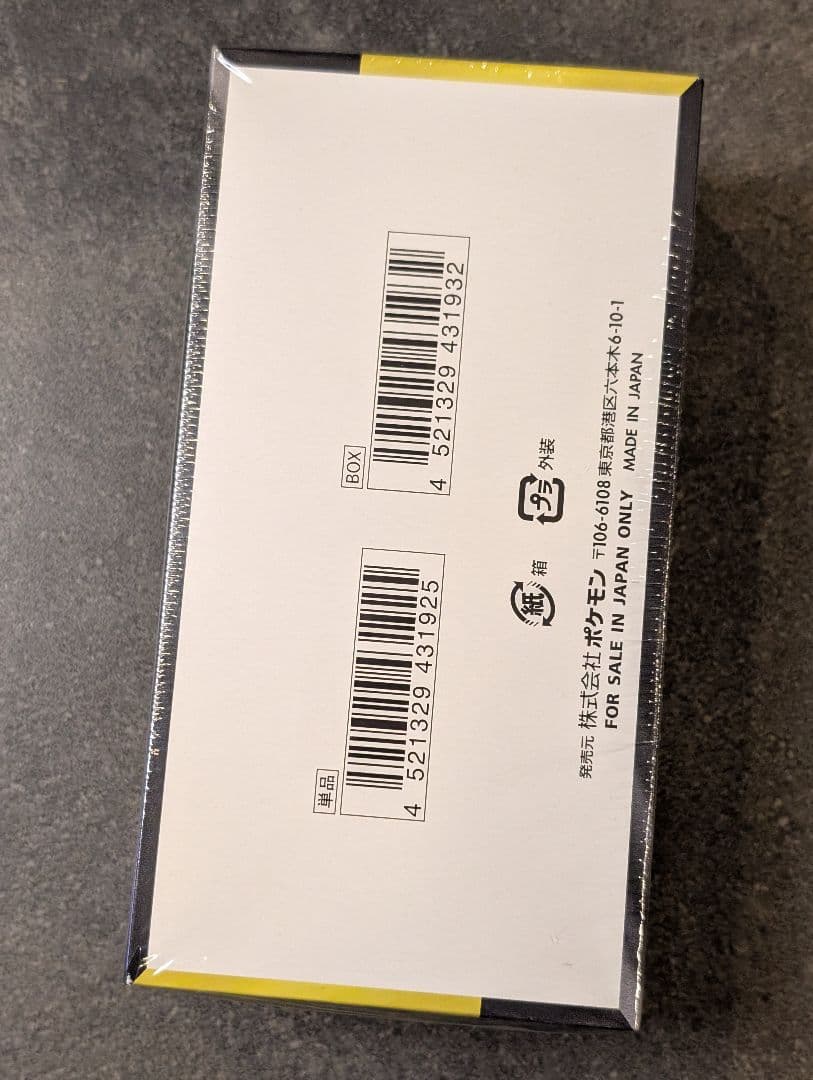 単品
4 521329 431925
BOX
4 521329 431932
紙 箱
プラ 外装
発売元 株式会社 ポケモン 〒106-6108 東京都港区六本木6-10-1
FOR SALE IN JAPAN ONLY MADE IN JAPAN